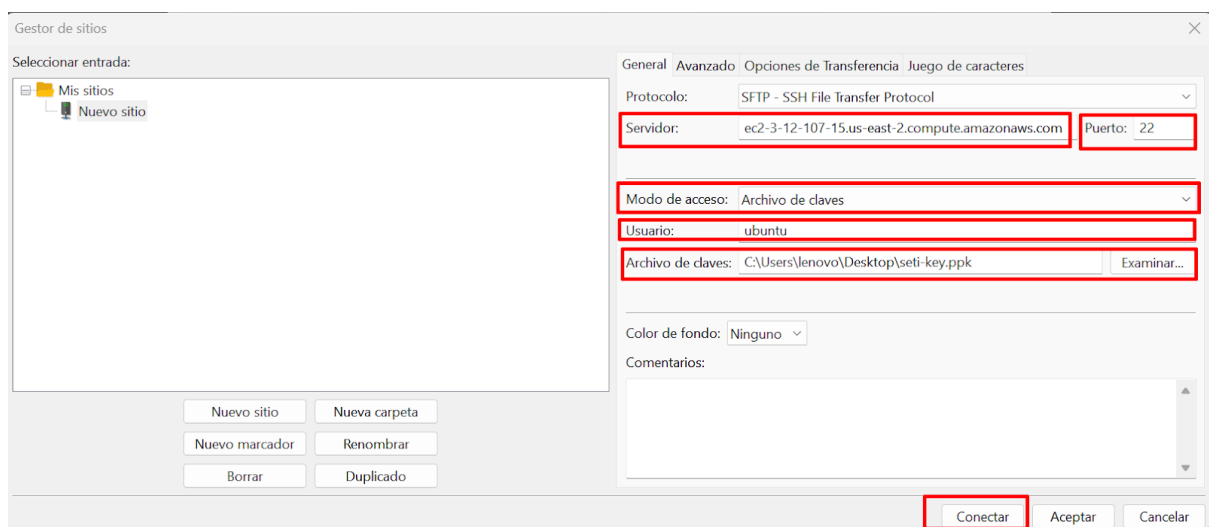 Gestor de sitios
Seleccionar entrada:
Mis sitios
Nuevo sitio
Nuevo sitio Nueva carpeta
Nuevo marcador Renombrar
Borrar Duplicado
General Avanzado Opciones de Transferencia Juego de caracteres
Protocolo: SFTP - SSH File Transfer Protocol
Servidor: ec2-3-12-107-15.us-east-2.compute.amazonaws.com Puerto: 22
Modo de acceso: Archivo de claves
Usuario: ubuntu
Archivo de claves: C:\Users\lenovo\Desktop\seti-key.ppk Examinar...
Color de fondo: Ninguno
Comentarios:
Conectar Aceptar Cancelar